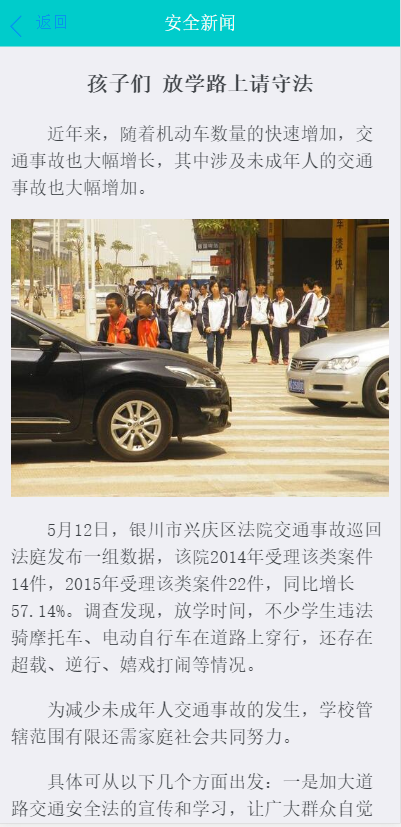 返回
安全新闻
孩子们 放学路上请守法
近年来，随着机动车数量的快速增加，交
通事故也大幅增长，其中涉及未成年人的交通
事故也大幅增加。
5月12日，银川市兴庆区法院交通事故巡回
法庭发布一组数据，该院2014年受理该类案件
14件，2015年受理该类案件22件，同比增长
57.14%。调查发现，放学时间，不少学生违法
骑摩托车、电动自行车在道路上穿行，还存在
超载、逆行、嬉戏打闹等情况。
为减少未成年人交通事故的发生，学校管
辖范围有限还需家庭社会共同努力。
具体可从以下几个方面出发：一是加大道
路交通安全法的宣传和学习，让广大群众自觉